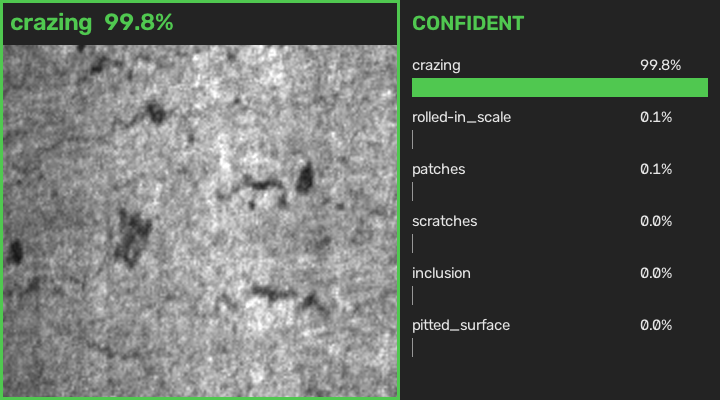 crazing 99.8%
CONFIDENT
crazing 99.8%
rolled-in_scale 0.1%
patches 0.1%
scratches 0.0%
inclusion 0.0%
pitted_surface 0.0%